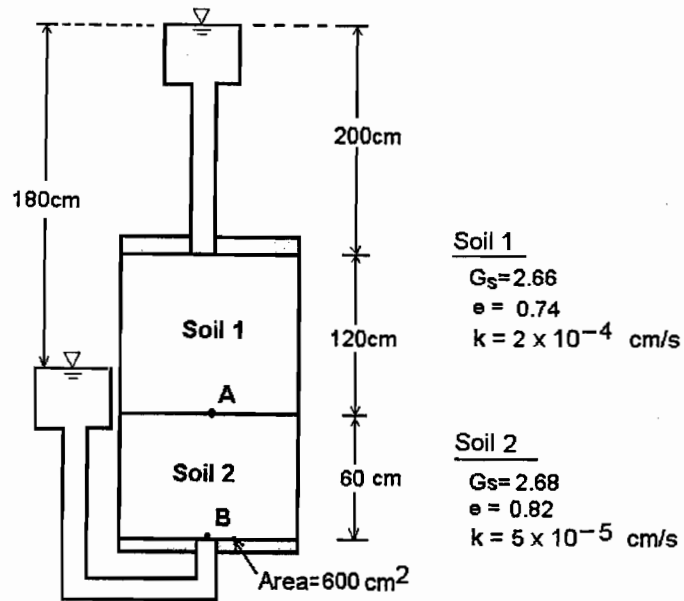 200cm
180cm
Soil 1
Gs=2.66
e = 0.74
k = 2 x 10−4 cm/s
Soil 1
120cm
A
Soil 2
Gs=2.68
e = 0.82
k = 5 x 10−5 cm/s
Soil 2
60 cm
B
Area=600 cm2